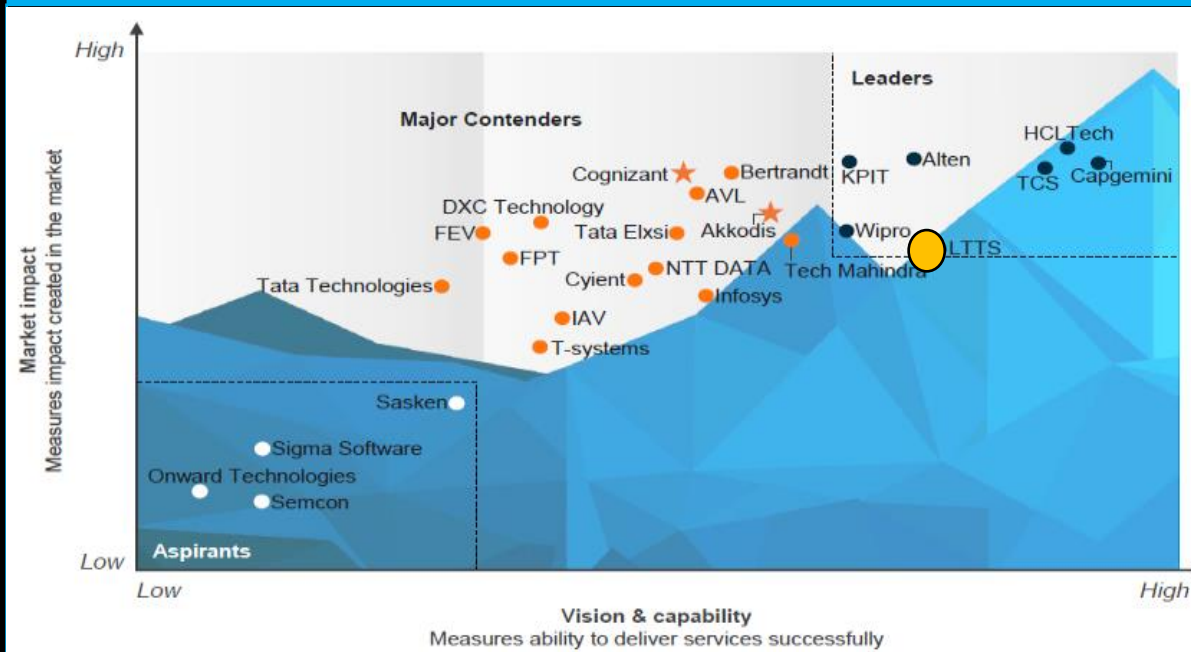 High
Leaders
Major Contenders
HCLTech
Cognizant
Bertrandt
KPIT
Alten
TCS
Capgemini
AVL
DXC Technology
FEV
Tata Elxsi
Akkodis
Wipro
LTTS
FPT
NTT DATA
Tech Mahindra
Tata Technologies
Cyient
Infosys
IAV
T-systems
Sasken
Sigma Software
Onward Technologies
Semcon
Aspirants
Market impact
Measures impact created in the market
Low
Low
High
Vision & capability
Measures ability to deliver services successfully